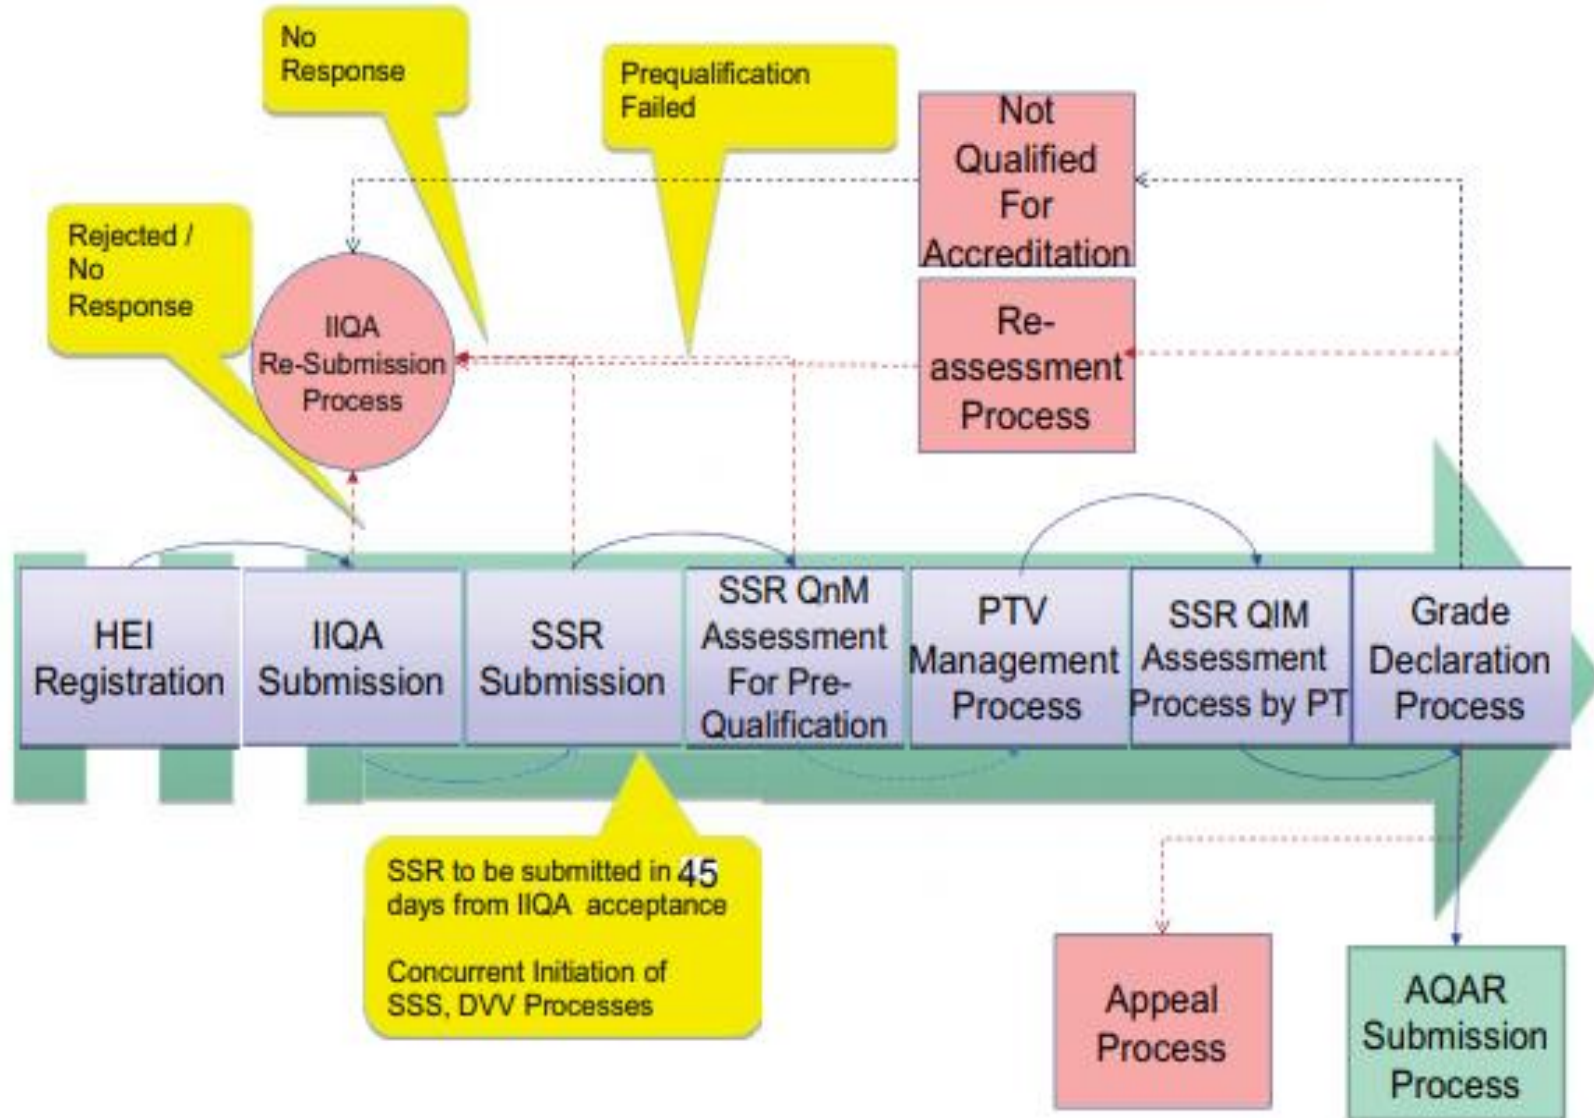 No
Response
Prequalification
Failed
Not
Qualified
For
Accreditation
Rejected /
No
Response
IIQA
Re-Submission
Process
Re-
assessment
Process
HEI
Registration
IIQA
Submission
SSR
Submission
SSR QnM
Assessment
For Pre-
Qualification
PTV
Management
Process
SSR QIM
Assessment
Process by PT
Grade
Declaration
Process
SSR to be submitted in 45
days from IIQA acceptance
Concurrent Initiation of
SSS, DVV Processes
Appeal
Process
AQAR
Submission
Process